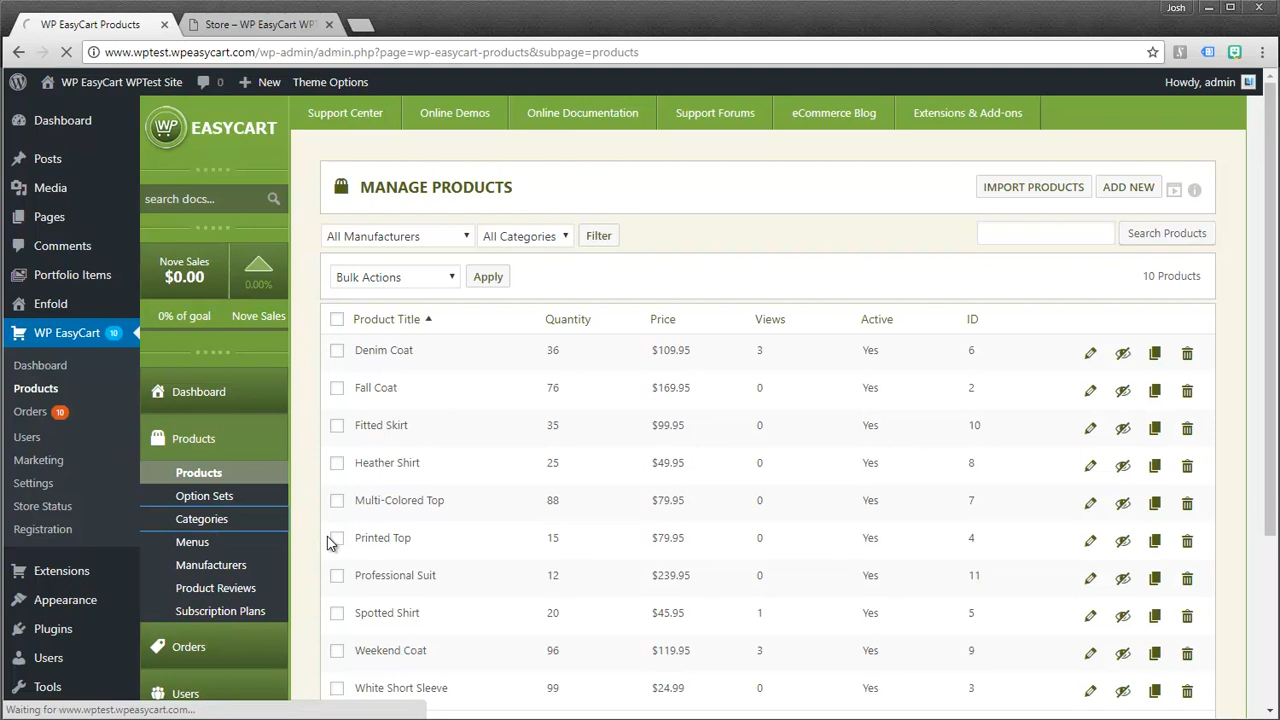 Josh
WP EasyCart Products
Store – WP EasyCart WPT
www.wptest.wpeasycart.com/wp-admin/admin.php?page=wp-easycart-products&subpage=products
WP EasyCart WPTest Site
0
New
Theme Options
Howdy, admin
Dashboard
Posts
Media
Pages
Comments
Portfolio Items
Enfold
WP EasyCart 10
Dashboard
Products
Orders 10
Users
Marketing
Settings
Store Status
Registration
Extensions
Appearance
Plugins
Users
Tools
WP EASYCART
search docs...
Nove Sales
$0.00
0.00%
0% of goal
Nove Sales
Dashboard
Products
Products
Option Sets
Categories
Menus
Manufacturers
Product Reviews
Subscription Plans
Orders
Users
Support Center
Online Demos
Online Documentation
Support Forums
eCommerce Blog
Extensions & Add-ons
MANAGE PRODUCTS
IMPORT PRODUCTS
ADD NEW
All Manufacturers
All Categories
Filter
Search Products
Bulk Actions
Apply
10 Products
Product Title Quantity Price Views Active ID
Denim Coat 36 $109.95 3 Yes 6
Fall Coat 76 $169.95 0 Yes 2
Fitted Skirt 35 $99.95 0 Yes 10
Heather Shirt 25 $49.95 0 Yes 8
Multi-Colored Top 88 $79.95 0 Yes 7
Printed Top 15 $79.95 0 Yes 4
Professional Suit 12 $239.95 0 Yes 11
Spotted Shirt 20 $45.95 1 Yes 5
Weekend Coat 96 $119.95 3 Yes 9
White Short Sleeve 99 $24.99 0 Yes 3
Waiting for www.wptest.wpeasycart.com...